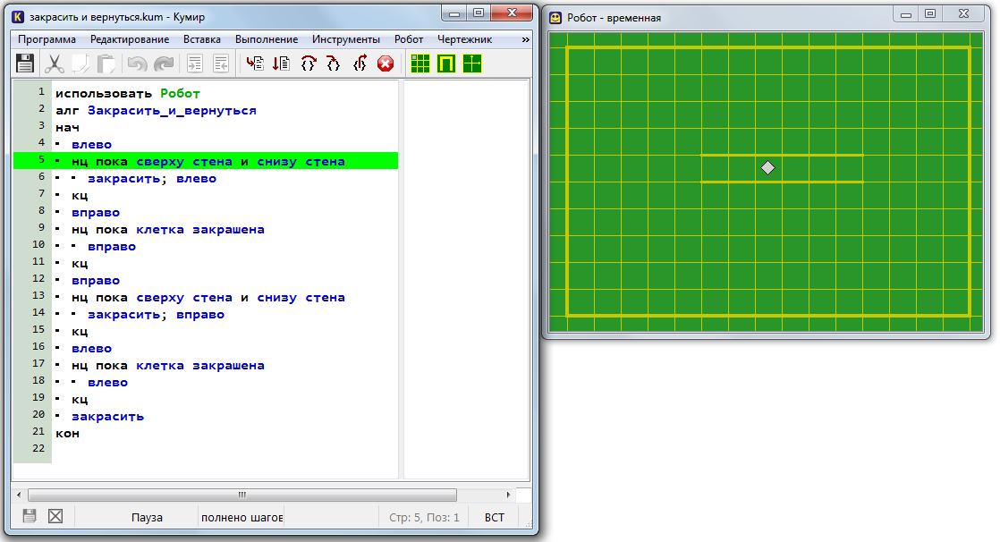 закрасить и вернуться.kum - Кумир
Программа Редактирование Вставка Выполнение Инструменты Робот Чертежник »
1 использовать Робот
2 алг Закрасить_и_вернуться
3 нач
4 влево
5 нц пока сверху стена и снизу стена
6 закрасить; влево
7 кц
8 вправо
9 нц пока клетка закрашена
10 вправо
11 кц
12 вправо
13 нц пока сверху стена и снизу стена
14 закрасить; вправо
15 кц
16 влево
17 нц пока клетка закрашена
18 влево
19 кц
20 закрасить
21 кон
22
Пауза полнено шагов Стр: 5, Поз: 1 ВСТ
Робот - временная